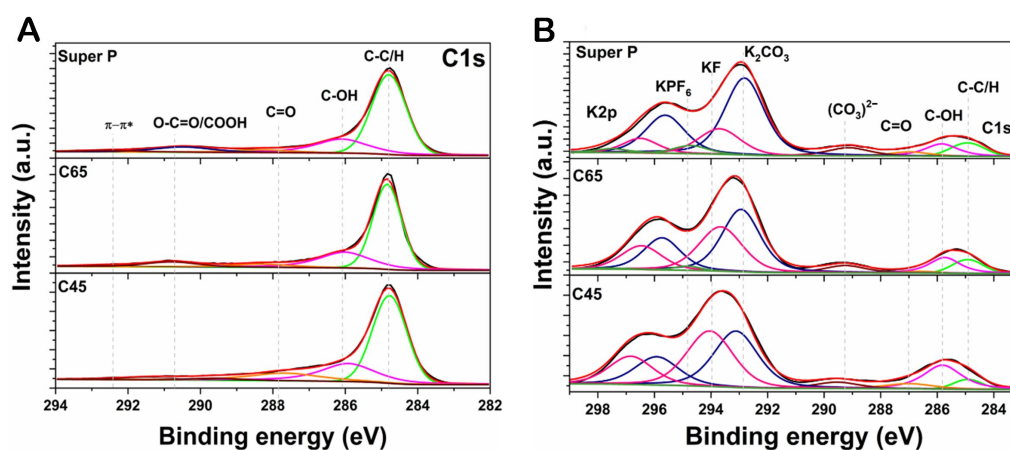 A
Super P
C1s
C-C/H
C-OH
C=O
O-C=O/COOH
π–π*
C65
C45
Intensity (a.u.)
294 292 290 288 286 284 282
Binding energy (eV)
B
Super P
K₂CO₃
KF
KPF₆
K2p
(CO₃)²⁻
C=O
C-OH
C-C/H
C1s
C65
C45
Intensity (a.u.)
298 296 294 292 290 288 286 284
Binding energy (eV)